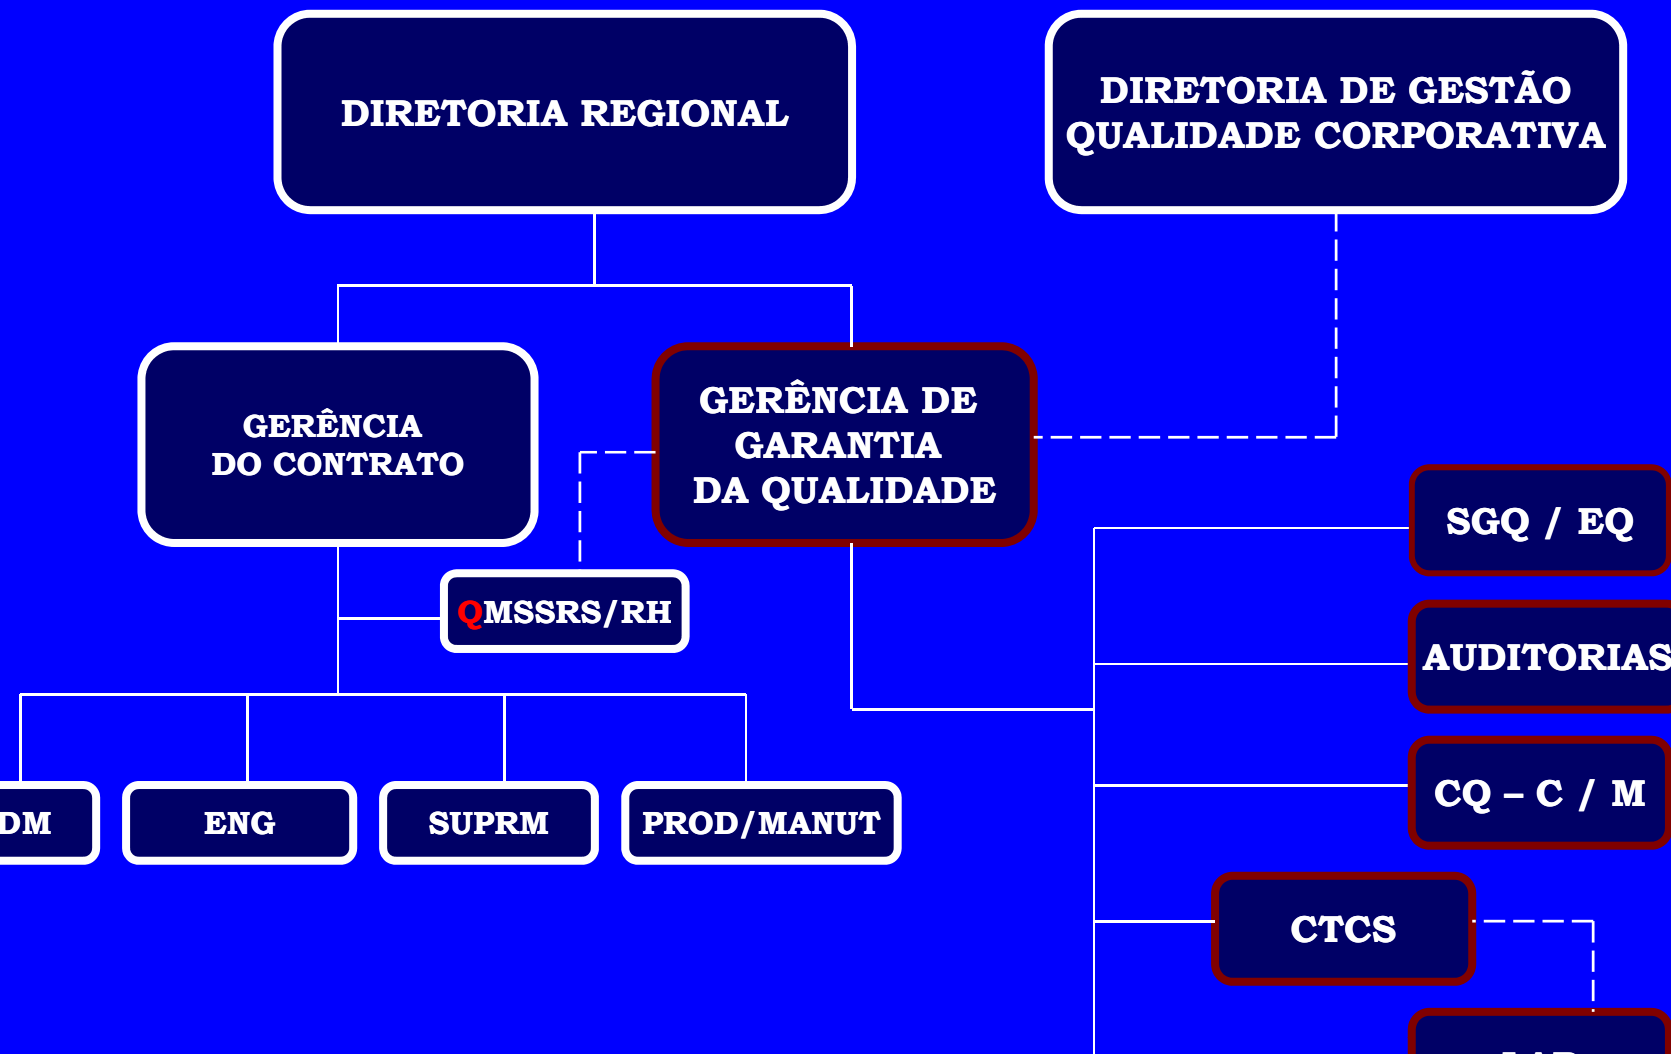 DIRETORIA REGIONAL
DIRETORIA DE GESTÃO
QUALIDADE CORPORATIVA
GERÊNCIA
DO CONTRATO
GERÊNCIA DE
GARANTIA
DA QUALIDADE
SGQ / EQ
QMSSRS/RH
AUDITORIAS
CQ – C / M
DM
ENG
SUPRM
PROD/MANUT
CTCS